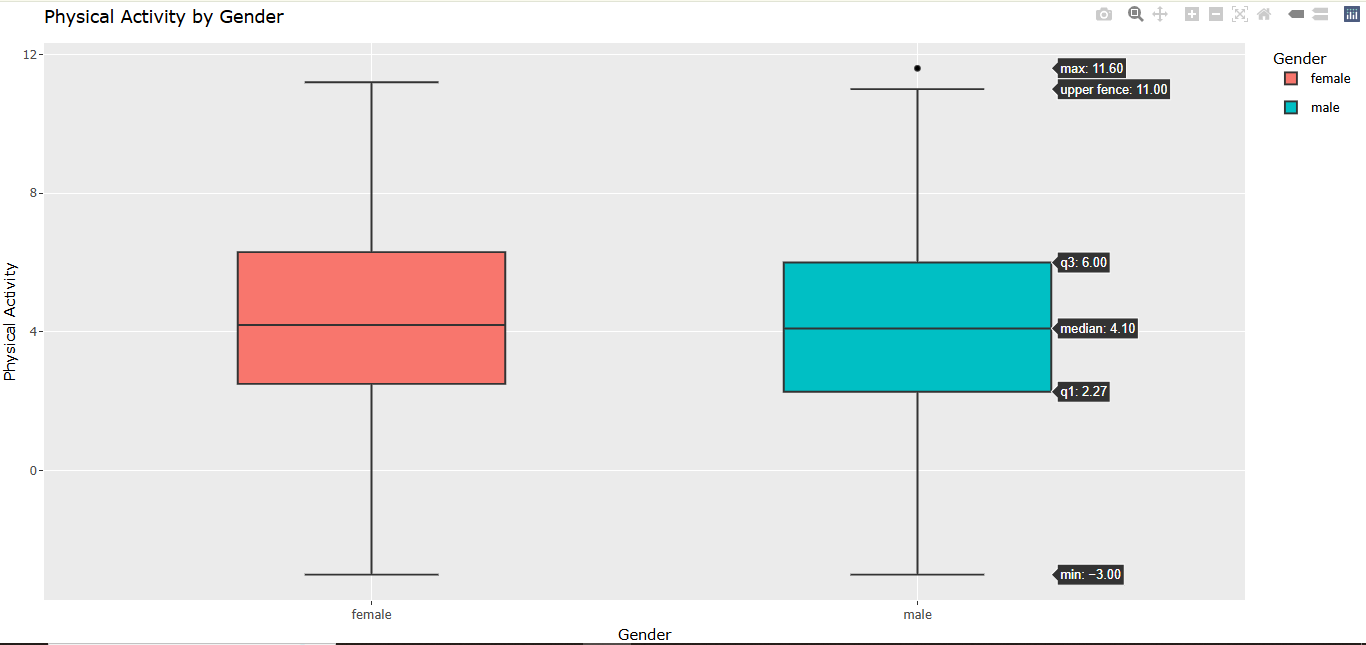 Physical Activity by Gender
12
8
4
0
Physical Activity
female
male
Gender
max: 11.60
upper fence: 11.00
q3: 6.00
median: 4.10
q1: 2.27
min: −3.00
Gender
female
male